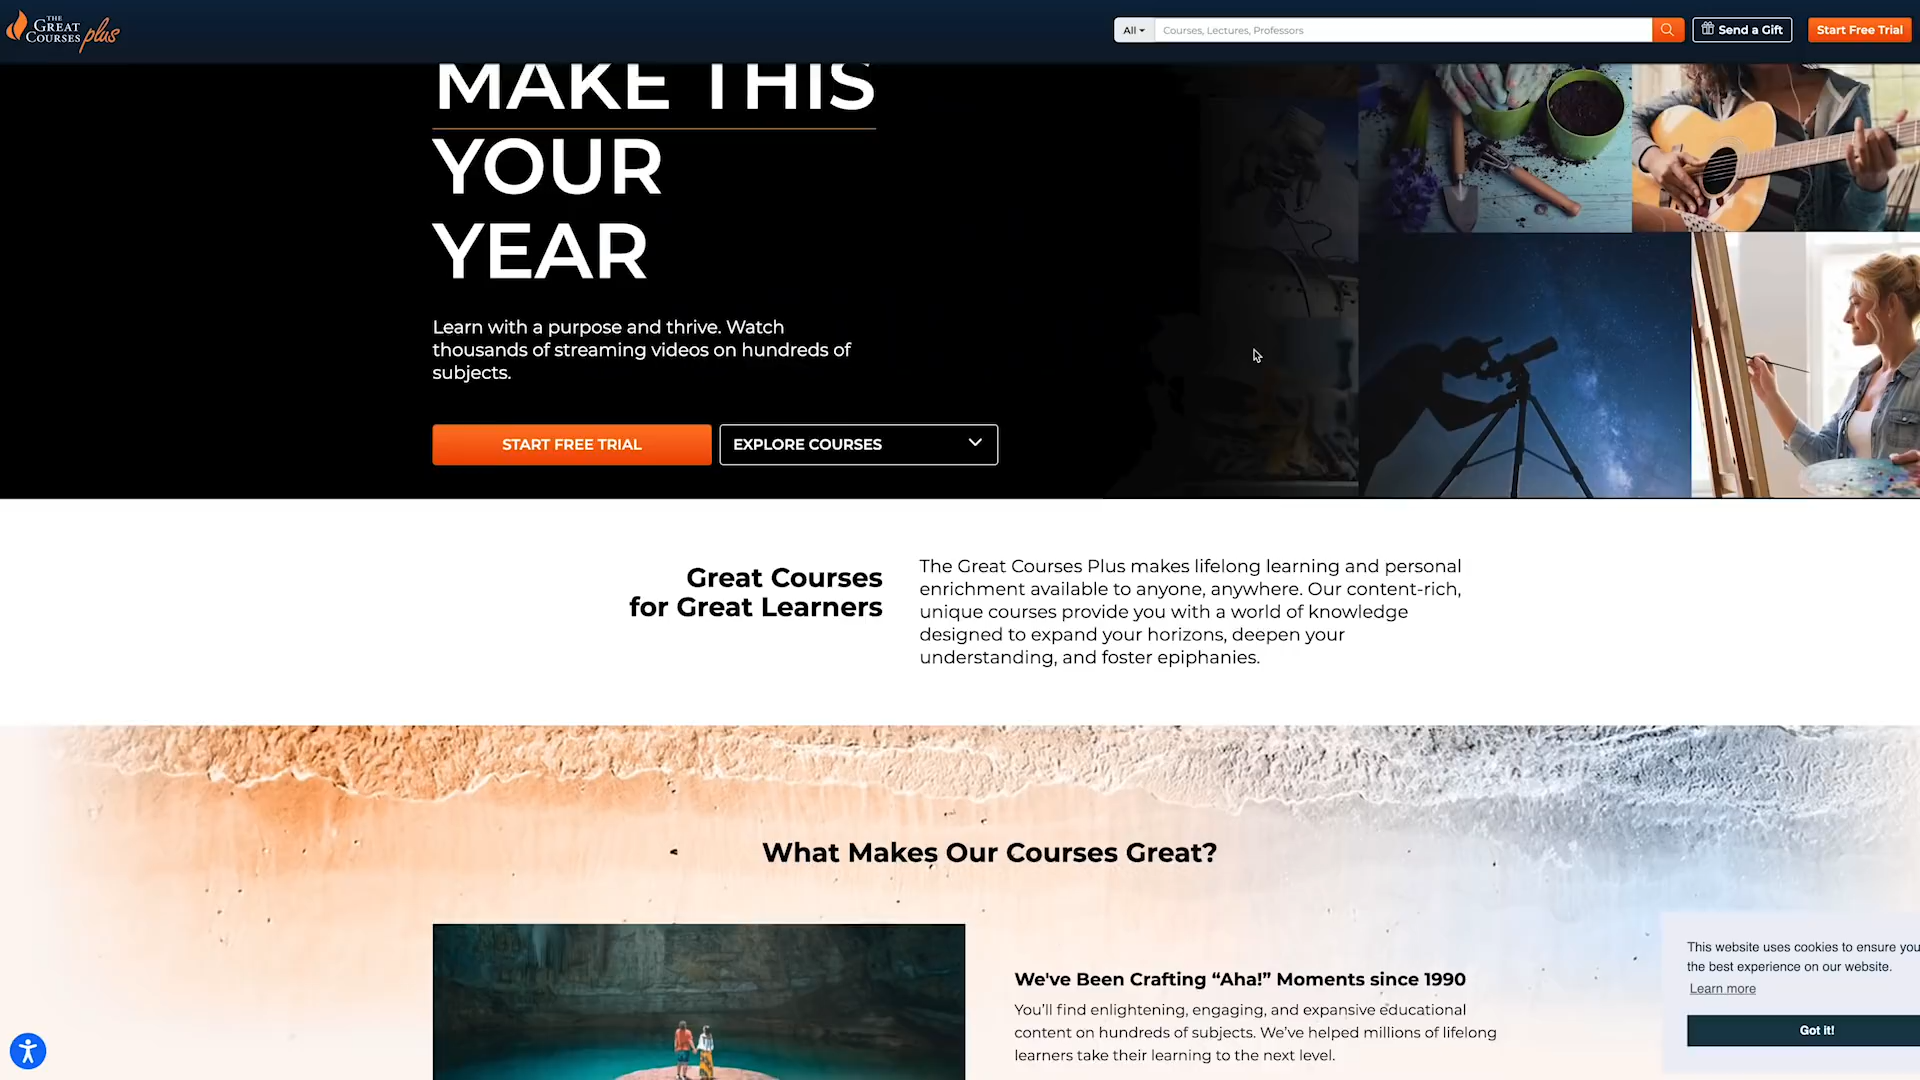 THE
GREAT
COURSES plus
All
Courses, Lectures, Professors
Send a Gift
Start Free Trial
MAKE THIS
YOUR
YEAR
Learn with a purpose and thrive. Watch
thousands of streaming videos on hundreds of
subjects.
START FREE TRIAL
EXPLORE COURSES
Great Courses
for Great Learners
The Great Courses Plus makes lifelong learning and personal
enrichment available to anyone, anywhere. Our content-rich,
unique courses provide you with a world of knowledge
designed to expand your horizons, deepen your
understanding, and foster epiphanies.
What Makes Our Courses Great?
We've Been Crafting “Aha!” Moments since 1990
You’ll find enlightening, engaging, and expansive educational
content on hundreds of subjects. We’ve helped millions of lifelong
learners take their learning to the next level.
This website uses cookies to ensure you
the best experience on our website.
Learn more
Got it!